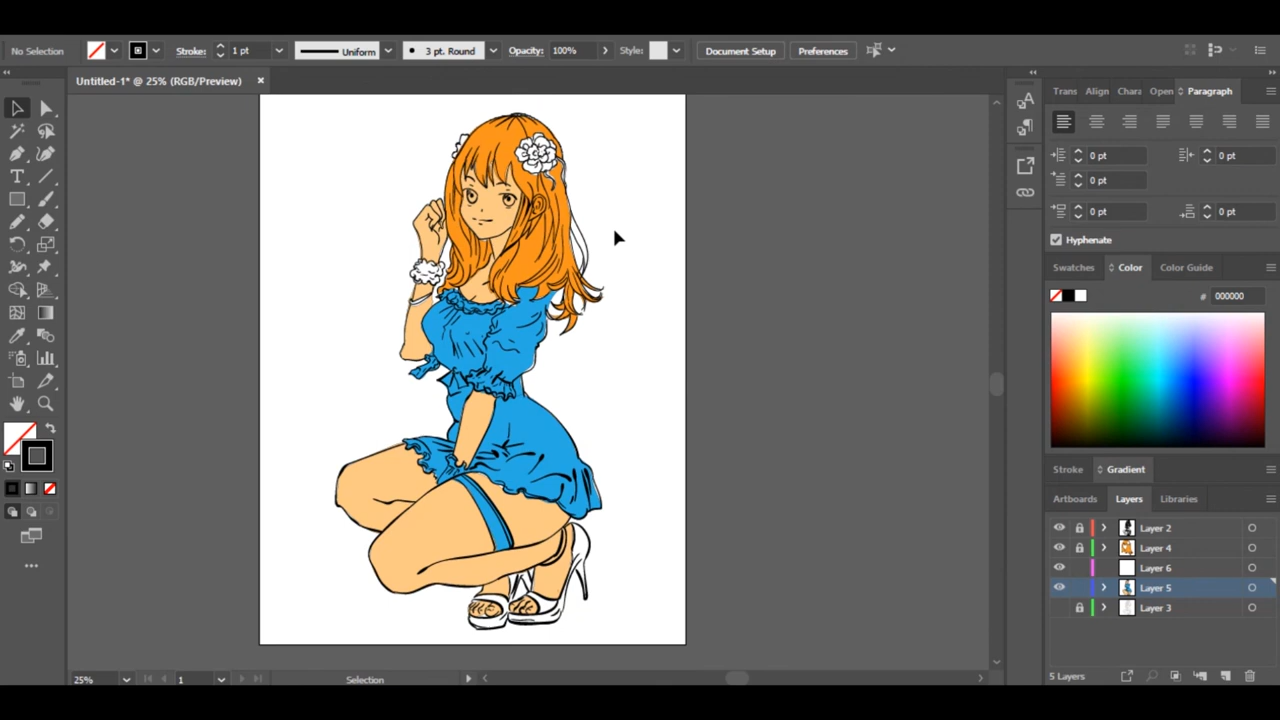 No Selection
Stroke:
1 pt
Uniform
3 pt. Round
Opacity:
100%
Style:
Document Setup
Preferences
Untitled-1* @ 25% (RGB/Preview)
Trans
Align
Chara
Open
Paragraph
0 pt
0 pt
0 pt
0 pt
0 pt
Hyphenate
Swatches
Color
Color Guide
#
000000
Stroke
Gradient
Artboards
Layers
Libraries
Layer 2
Layer 4
Layer 6
Layer 5
Layer 3
25%
1
Selection
5 Layers